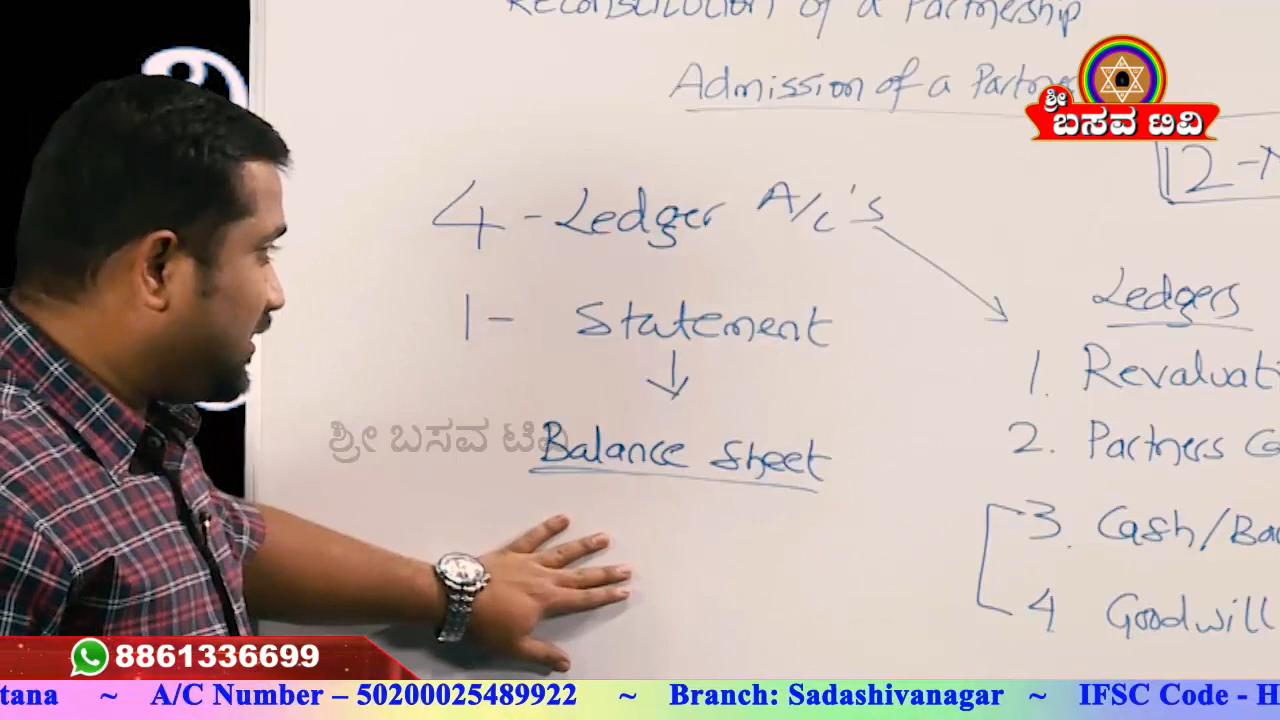 Reconstitution of a Partnership
Admission of a Partner
ಶ್ರೀ
ಬಸವ ಟಿವಿ
12 -
4 - Ledger A/c's
Ledgers
1 - Statement
1. Revaluati
Balance Sheet
2. Partners
3. Cash/Ba
4 Goodwill
ಶ್ರೀ ಬಸವ ಟಿವಿ
8861336699
tana ~ A/C Number – 50200025489922 ~ Branch: Sadashivanagar ~ IFSC Code - H